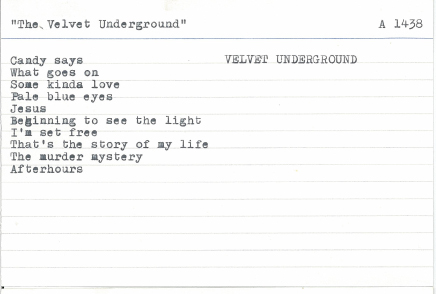 "The Velvet Underground" A 1438
Candy says VELVET UNDERGROUND
What goes on
Some kinda love
Pale blue eyes
Jesus
Beginning to see the light
I'm set free
That's the story of my life
The murder mystery
Afterhours